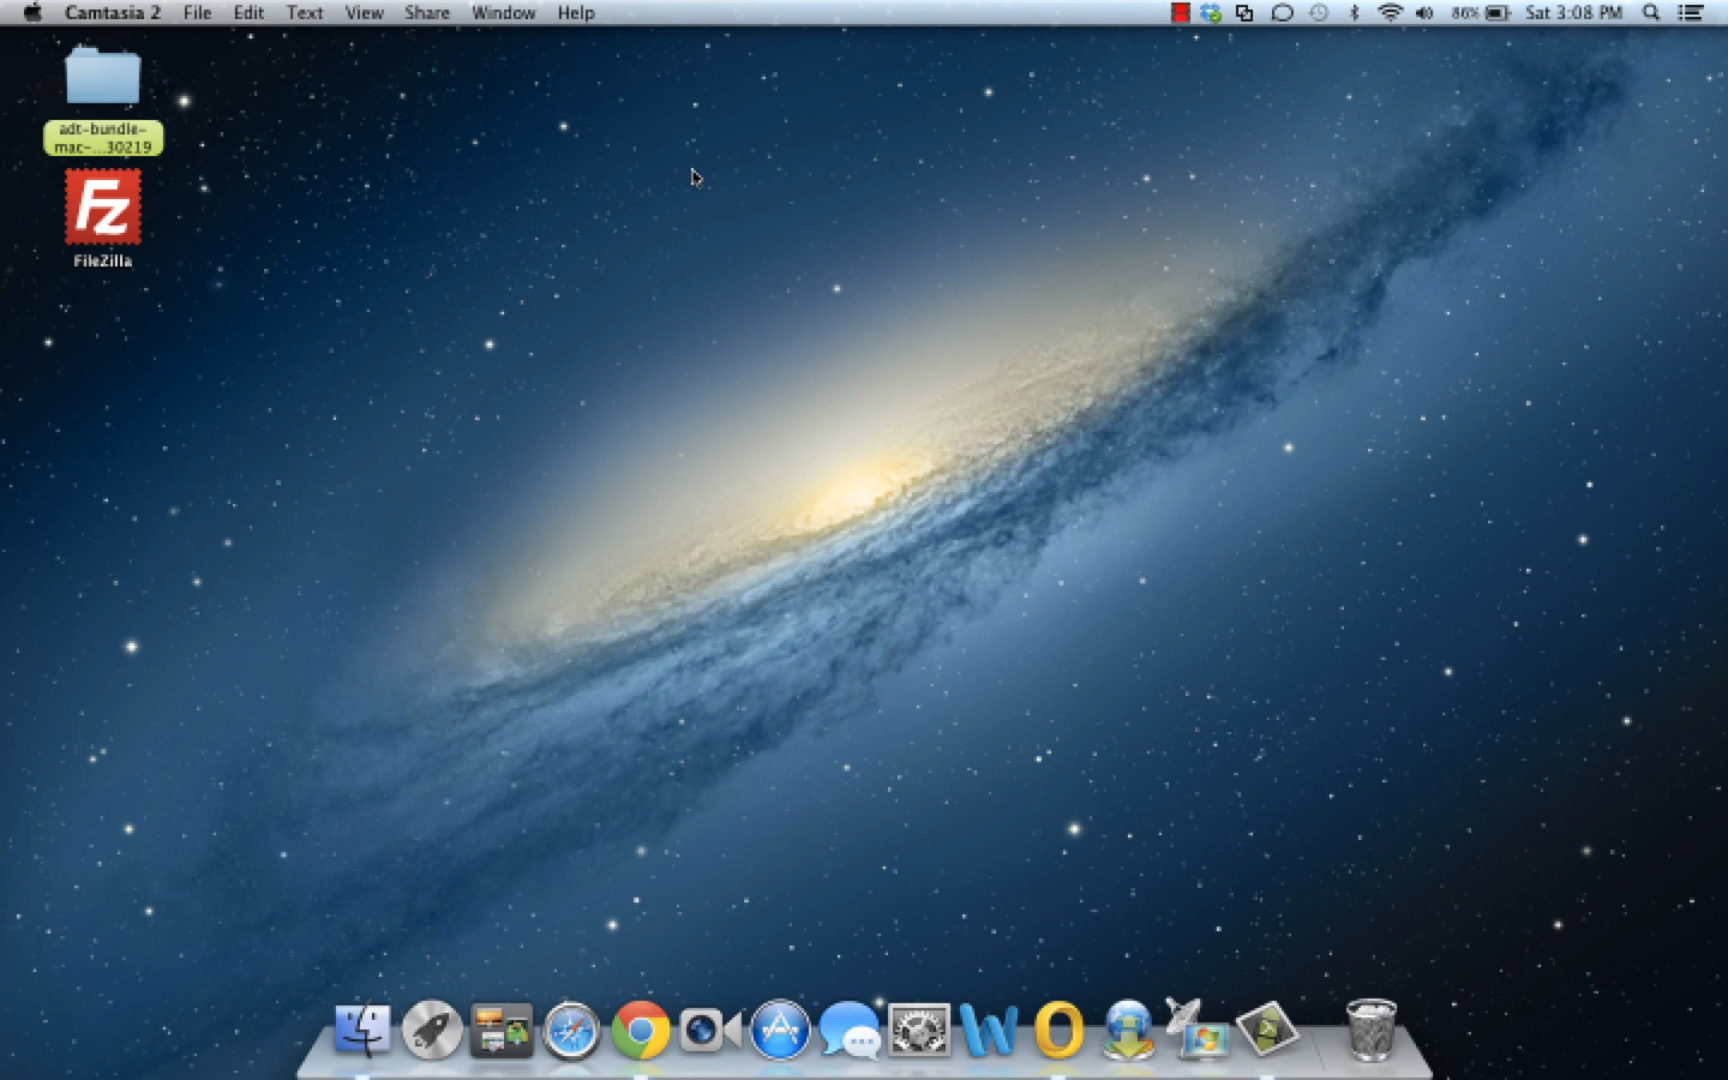 Camtasia 2 File Edit Text View Share Window Help 86% Sat 3:08 PM
adt-bundle-
mac-...30219
Fz
FileZilla
W
O